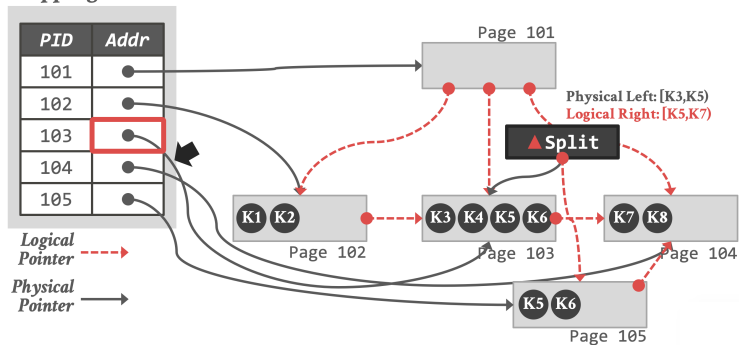 PID Addr
101
102
103
104
105
Logical
Pointer
Physical
Pointer
Page 101
Physical Left: [K3,K5)
Logical Right: [K5,K7)
▲Split
K1 K2
Page 102
K3 K4 K5 K6
Page 103
K7 K8
Page 104
K5 K6
Page 105